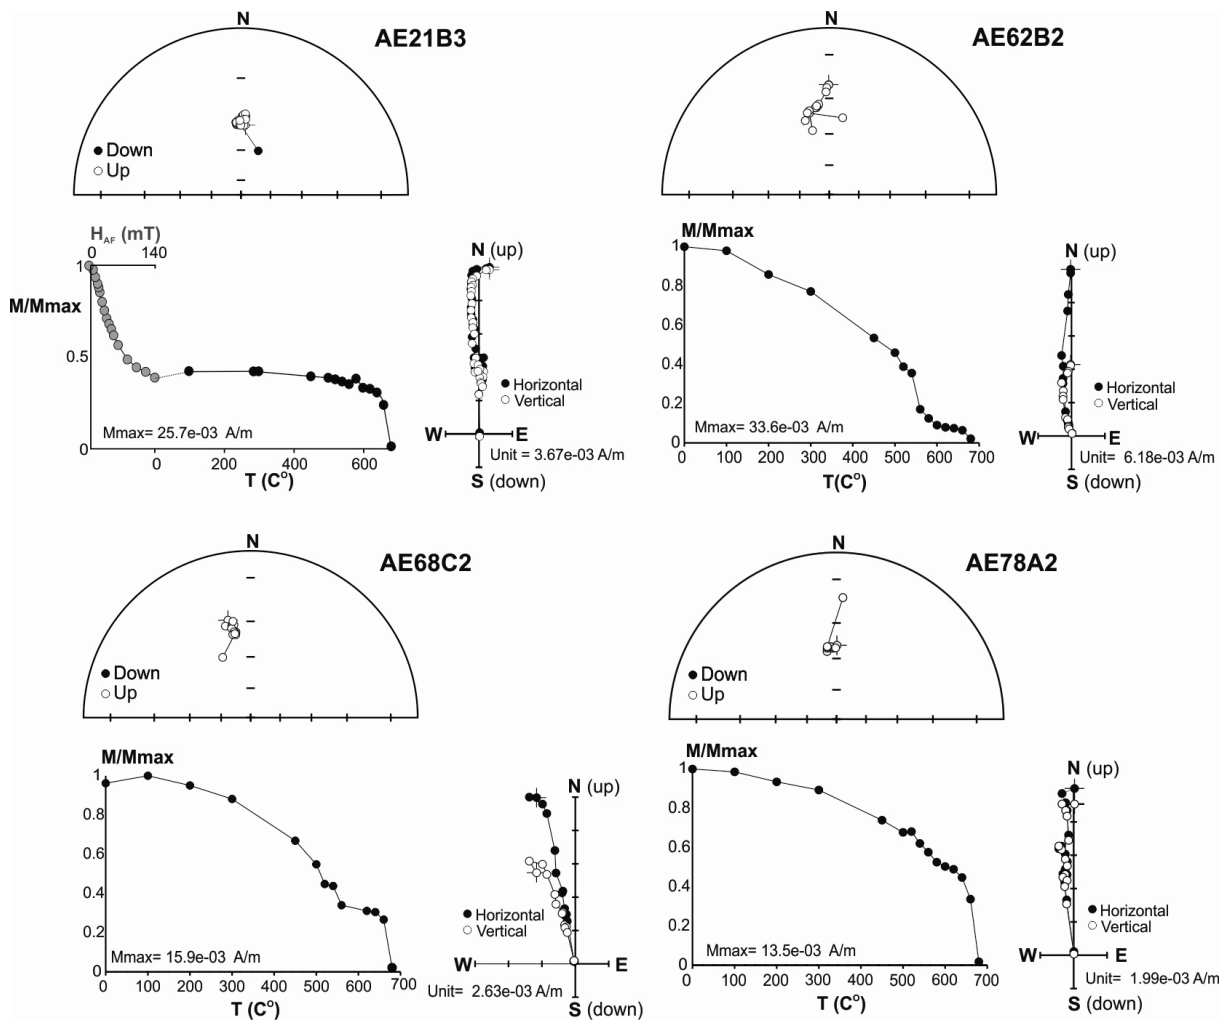 N
AE21B3
Down
Up
H_AF (mT)
0 140
M/Mmax
1
0.5
0
Mmax= 25.7e-03 A/m
0 200 400 600
T (C°)
N (up)
Horizontal
Vertical
W E
Unit = 3.67e-03 A/m
S (down)
N
AE62B2
M/Mmax
1
0.8
0.6
0.4
0.2
0
Mmax= 33.6e-03 A/m
0 100 200 300 400 500 600 700
T(C°)
N (up)
Horizontal
Vertical
W E
Unit= 6.18e-03 A/m
S (down)
N
AE68C2
Down
Up
M/Mmax
1
0.8
0.6
0.4
0.2
0
Mmax= 15.9e-03 A/m
0 100 200 300 400 500 600 700
T (C°)
N (up)
Horizontal
Vertical
W E
Unit= 2.63e-03 A/m
S (down)
N
AE78A2
Down
Up
M/Mmax
1
0.8
0.6
0.4
0.2
0
Mmax= 13.5e-03 A/m
0 100 200 300 400 500 600 700
T (C°)
N (up)
Horizontal
Vertical
W E
Unit= 1.99e-03 A/m
S (down)